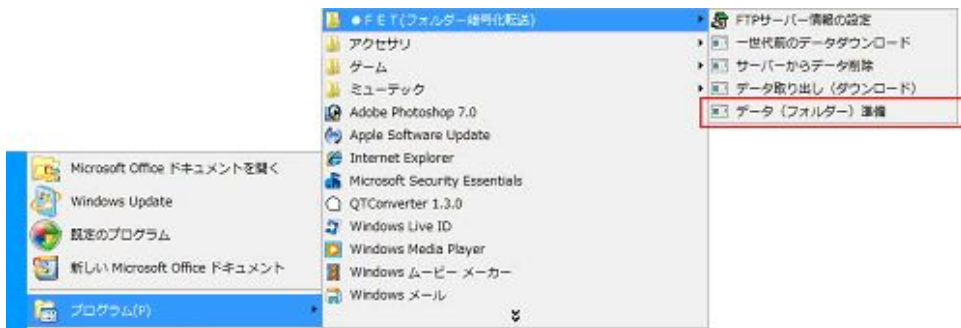 Microsoft Office ドキュメントを開く
Windows Update
既定のプログラム
新しい Microsoft Office ドキュメント
プログラム(P)
●FET(フォルダー暗号化転送)
アクセサリ
ゲーム
ミューテック
Adobe Photoshop 7.0
Apple Software Update
Internet Explorer
Microsoft Security Essentials
QTConverter 1.3.0
Windows Live ID
Windows Media Player
Windows ムービー メーカー
Windows メール
FTPサーバー情報の設定
一世代前のデータダウンロード
サーバーからデータ削除
データ取り出し(ダウンロード)
データ(フォルダー)準備